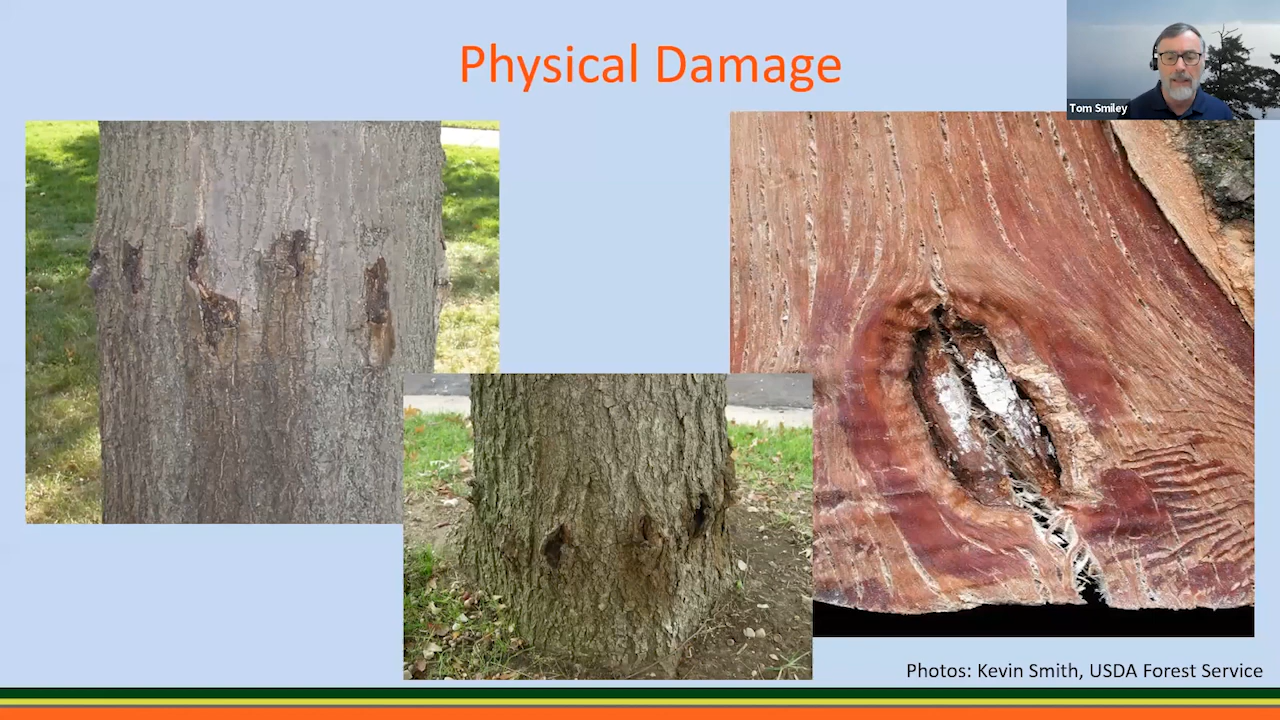 Physical Damage
Tom Smiley
Photos: Kevin Smith, USDA Forest Service